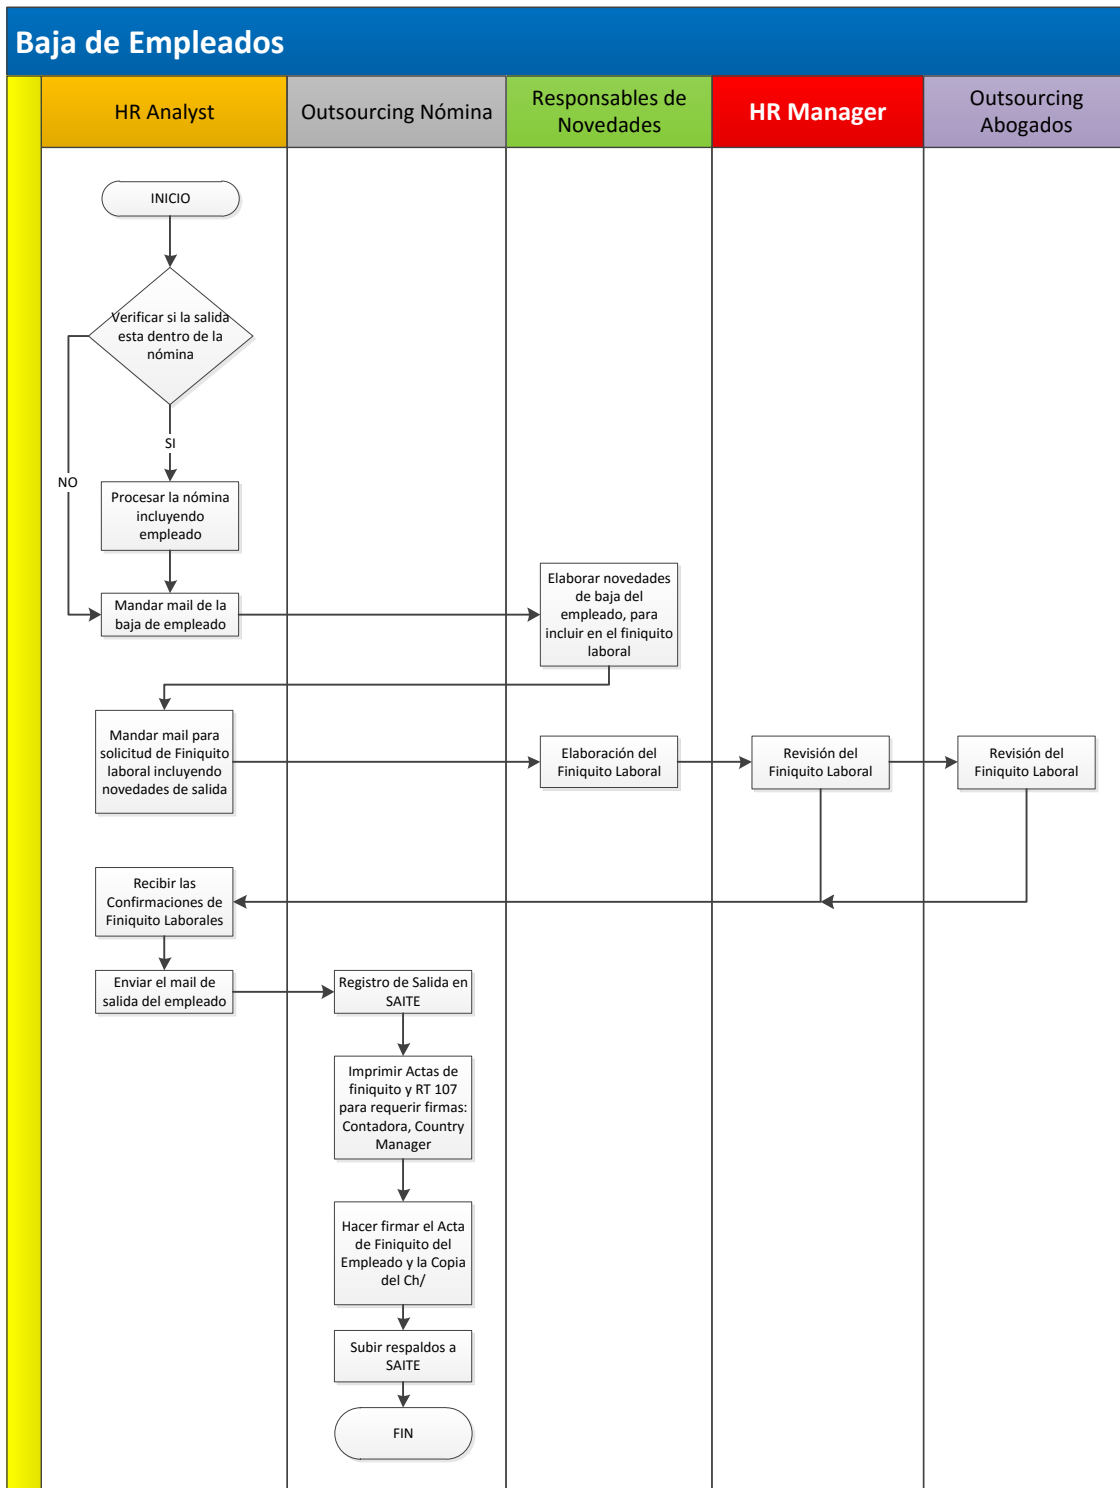 Baja de Empleados
HR Analyst
Outsourcing Nómina
Responsables de
Novedades
HR Manager
Outsourcing
Abogados
INICIO
Verificar si la salida
esta dentro de la
nómina
SI
NO
Procesar la nómina
incluyendo
empleado
Mandar mail de la
baja de empleado
Elaborar novedades
de baja del
empleado, para
incluir en el finiquito
laboral
Mandar mail para
solicitud de Finiquito
laboral incluyendo
novedades de salida
Elaboración del
Finiquito Laboral
Revisión del
Finiquito Laboral
Revisión del
Finiquito Laboral
Recibir las
Confirmaciones de
Finiquito Laborales
Enviar el mail de
salida del empleado
Registro de Salida en
SAITE
Imprimir Actas de
finiquito y RT 107
para requerir firmas:
Contadora, Country
Manager
Hacer firmar el Acta
de Finiquito del
Empleado y la Copia
del Ch/
Subir respaldos a
SAITE
FIN